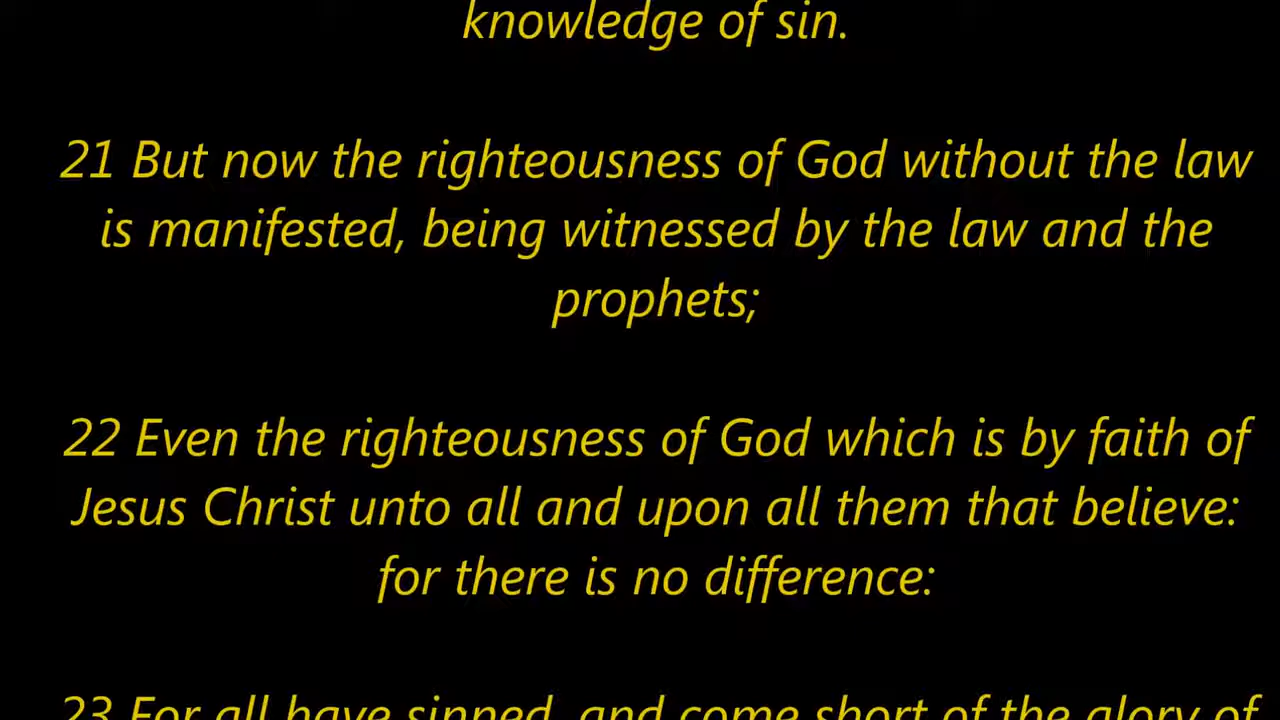 knowledge of sin.
21 But now the righteousness of God without the law
is manifested, being witnessed by the law and the
prophets;
22 Even the righteousness of God which is by faith of
Jesus Christ unto all and upon all them that believe:
for there is no difference:
23 For all have sinned, and come short of the glory of